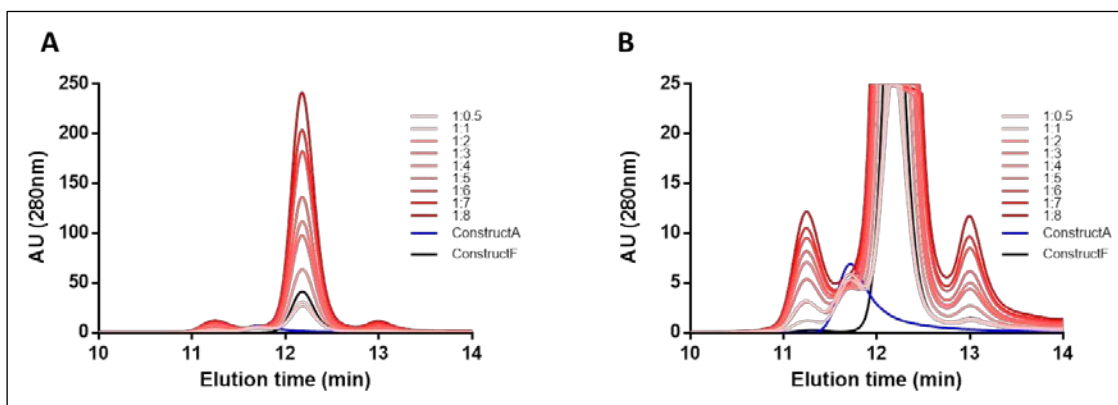 A
250
200
150
100
50
0
AU (280nm)
10 11 12 13 14
Elution time (min)
1:0.5
1:1
1:2
1:3
1:4
1:5
1:6
1:7
1:8
ConstructA
ConstructF
B
25
20
15
10
5
0
AU (280nm)
10 11 12 13 14
Elution time (min)
1:0.5
1:1
1:2
1:3
1:4
1:5
1:6
1:7
1:8
ConstructA
ConstructF